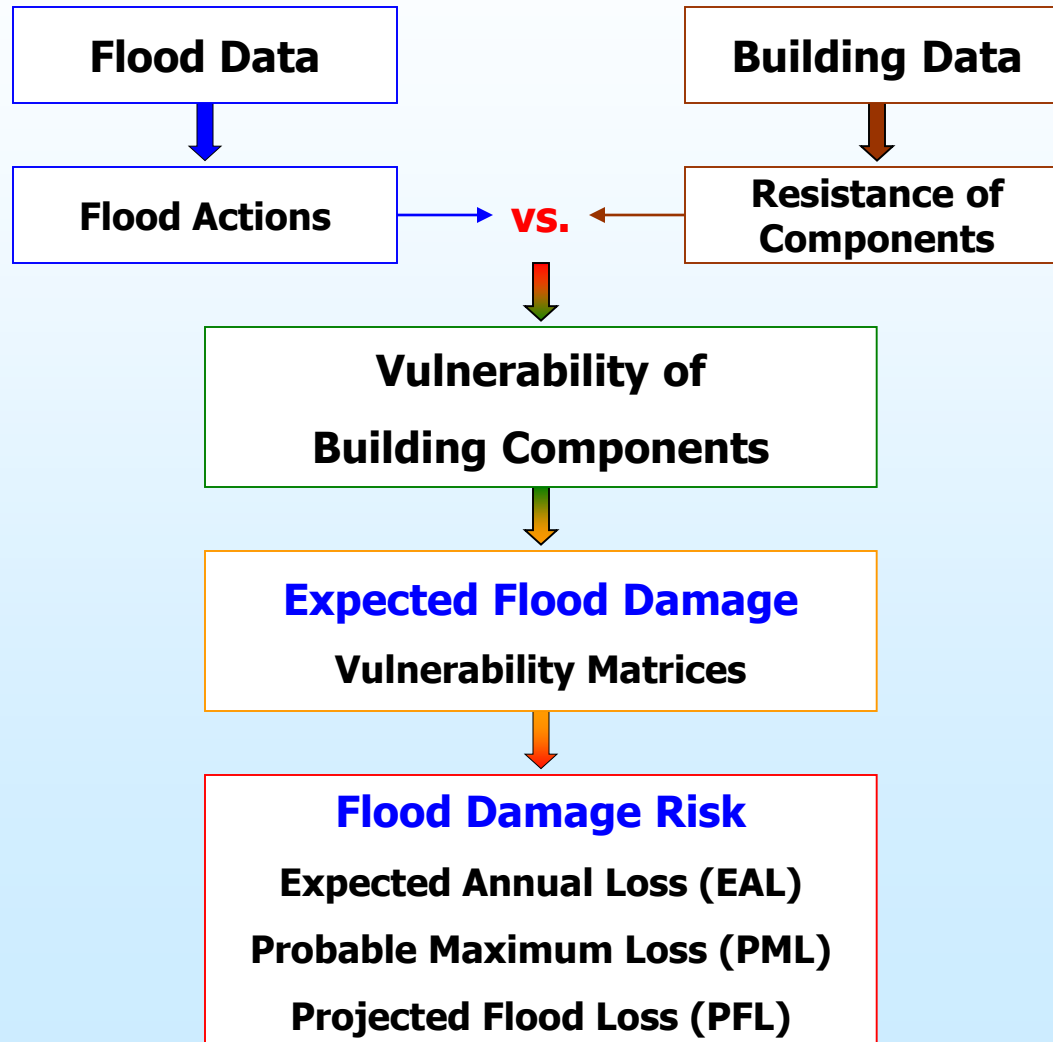 Flood Data
Building Data
Flood Actions
vs.
Resistance of
Components
Vulnerability of
Building Components
Expected Flood Damage
Vulnerability Matrices
Flood Damage Risk
Expected Annual Loss (EAL)
Probable Maximum Loss (PML)
Projected Flood Loss (PFL)